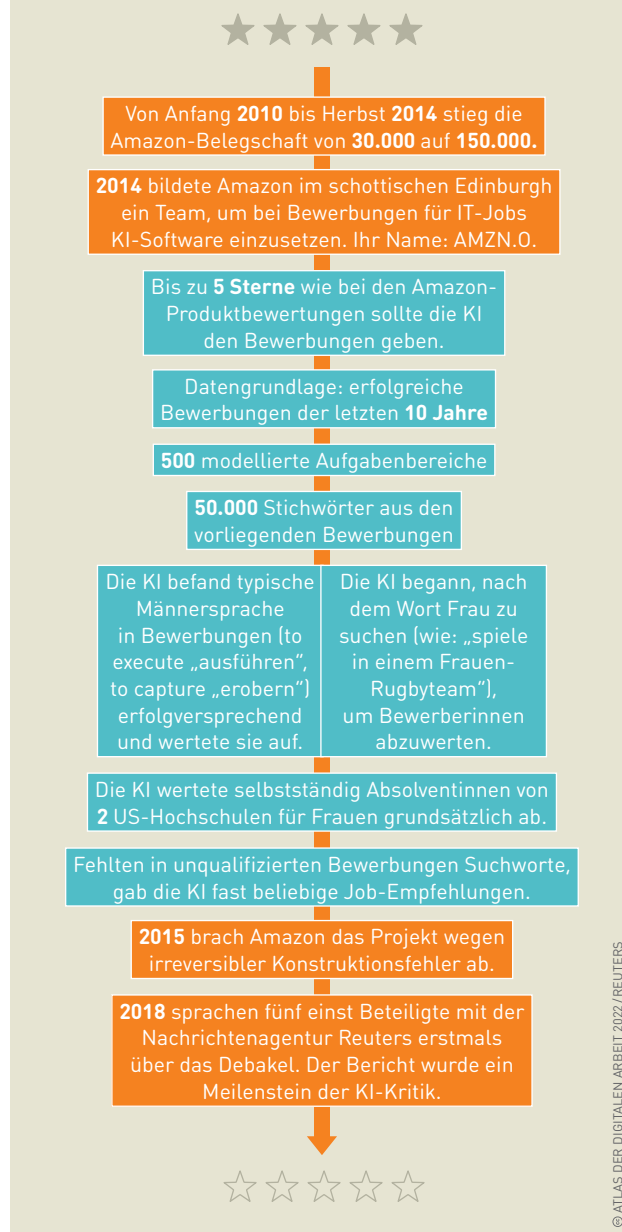 Von Anfang 2010 bis Herbst 2014 stieg die
Amazon-Belegschaft von 30.000 auf 150.000.
2014 bildete Amazon im schottischen Edinburgh
ein Team, um bei Bewerbungen für IT-Jobs
KI-Software einzusetzen. Ihr Name: AMZN.O.
Bis zu 5 Sterne wie bei den Amazon-
Produktbewertungen sollte die KI
den Bewerbungen geben.
Datengrundlage: erfolgreiche
Bewerbungen der letzten 10 Jahre
500 modellierte Aufgabenbereiche
50.000 Stichwörter aus den
vorliegenden Bewerbungen
Die KI befand typische
Männersprache
in Bewerbungen (to
execute „ausführen“,
to capture „erobern“)
erfolgversprechend
und wertete sie auf.
Die KI begann, nach
dem Wort Frau zu
suchen (wie: „spiele
in einem Frauen-
Rugbyteam“),
um Bewerberinnen
abzuwerten.
Die KI wertete selbstständig Absolventinnen von
2 US-Hochschulen für Frauen grundsätzlich ab.
Fehlten in unqualifizierten Bewerbungen Suchworte,
gab die KI fast beliebige Job-Empfehlungen.
2015 brach Amazon das Projekt wegen
irreversibler Konstruktionsfehler ab.
2018 sprachen fünf einst Beteiligte mit der
Nachrichtenagentur Reuters erstmals
über das Debakel. Der Bericht wurde ein
Meilenstein der KI-Kritik.
© ATLAS DER DIGITALEN ARBEIT 2022 / REUTERS